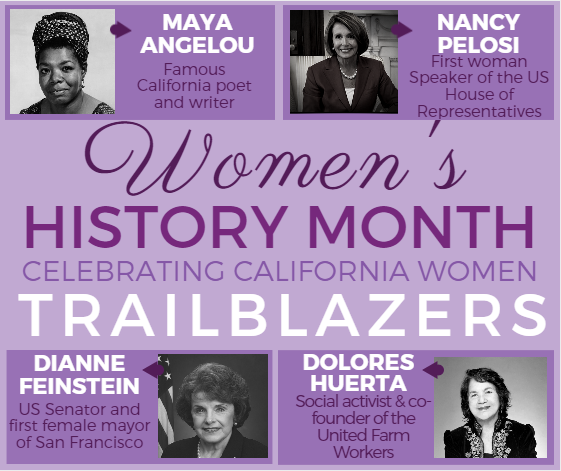 MAYA
ANGELOU
Famous
California poet
and writer
NANCY
PELOSI
First woman
Speaker of the US
House of
Representatives
Women's
HISTORY MONTH
CELEBRATING CALIFORNIA WOMEN
TRAILBLAZERS
DIANNE
FEINSTEIN
US Senator and
first female mayor
of San Francisco
DOLORES
HUERTA
Social activist & co-
founder of the
United Farm
Workers